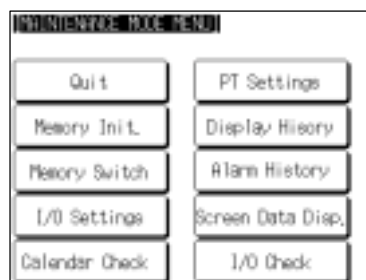 [MAINTENANCE MODE MENU]
Quit
PT Settings
Memory Init.
Display Hisory
Memory Switch
Alarm History
I/O Settings
Screen Data Disp.
Calendar Check
I/O Check